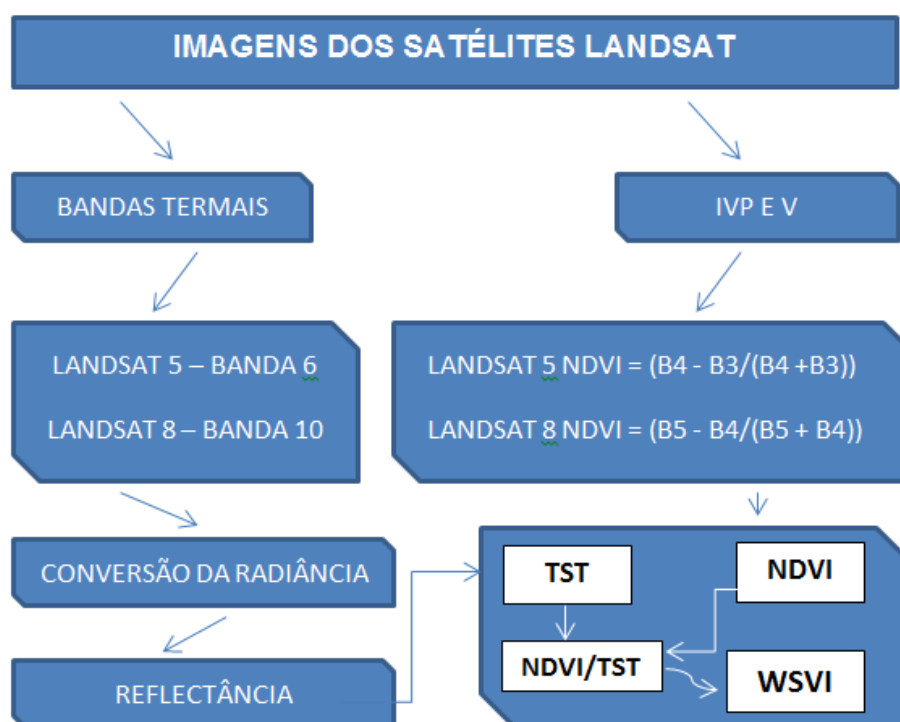 IMAGENS DOS SATÉLITES LANDSAT
BANDAS TERMAIS
IVP E V
LANDSAT 5 – BANDA 6
LANDSAT 8 – BANDA 10
LANDSAT 5 NDVI = (B4 - B3/(B4 +B3))
LANDSAT 8 NDVI = (B5 - B4/(B5 + B4))
CONVERSÃO DA RADIÂNCIA
REFLECTÂNCIA
TST
NDVI
NDVI/TST
WSVI